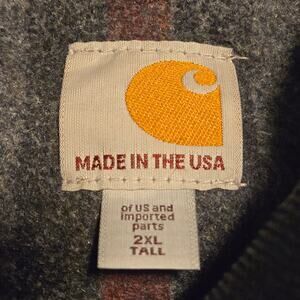 MADE IN THE USA
of US and
imported
parts
2XL
TALL